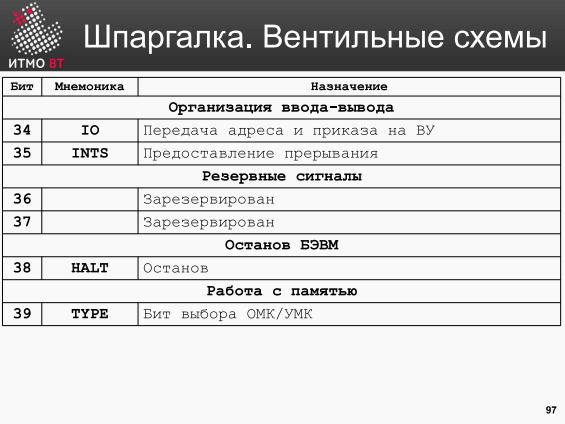 ИТМО ВТ
Шпаргалка. Вентильные схемы
Бит Мнемоника Назначение
Организация ввода-вывода
34 IO Передача адреса и приказа на ВУ
35 INTS Предоставление прерывания
Резервные сигналы
36 Зарезервирован
37 Зарезервирован
Останов БЭВМ
38 HALT Останов
Работа с памятью
39 TYPE Бит выбора ОМК/УМК
97